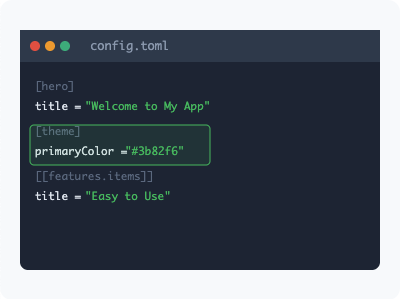 config.toml
[hero]
title = "Welcome to My App"
[theme]
primaryColor ="#3b82f6"
[[features.items]]
title = "Easy to Use"